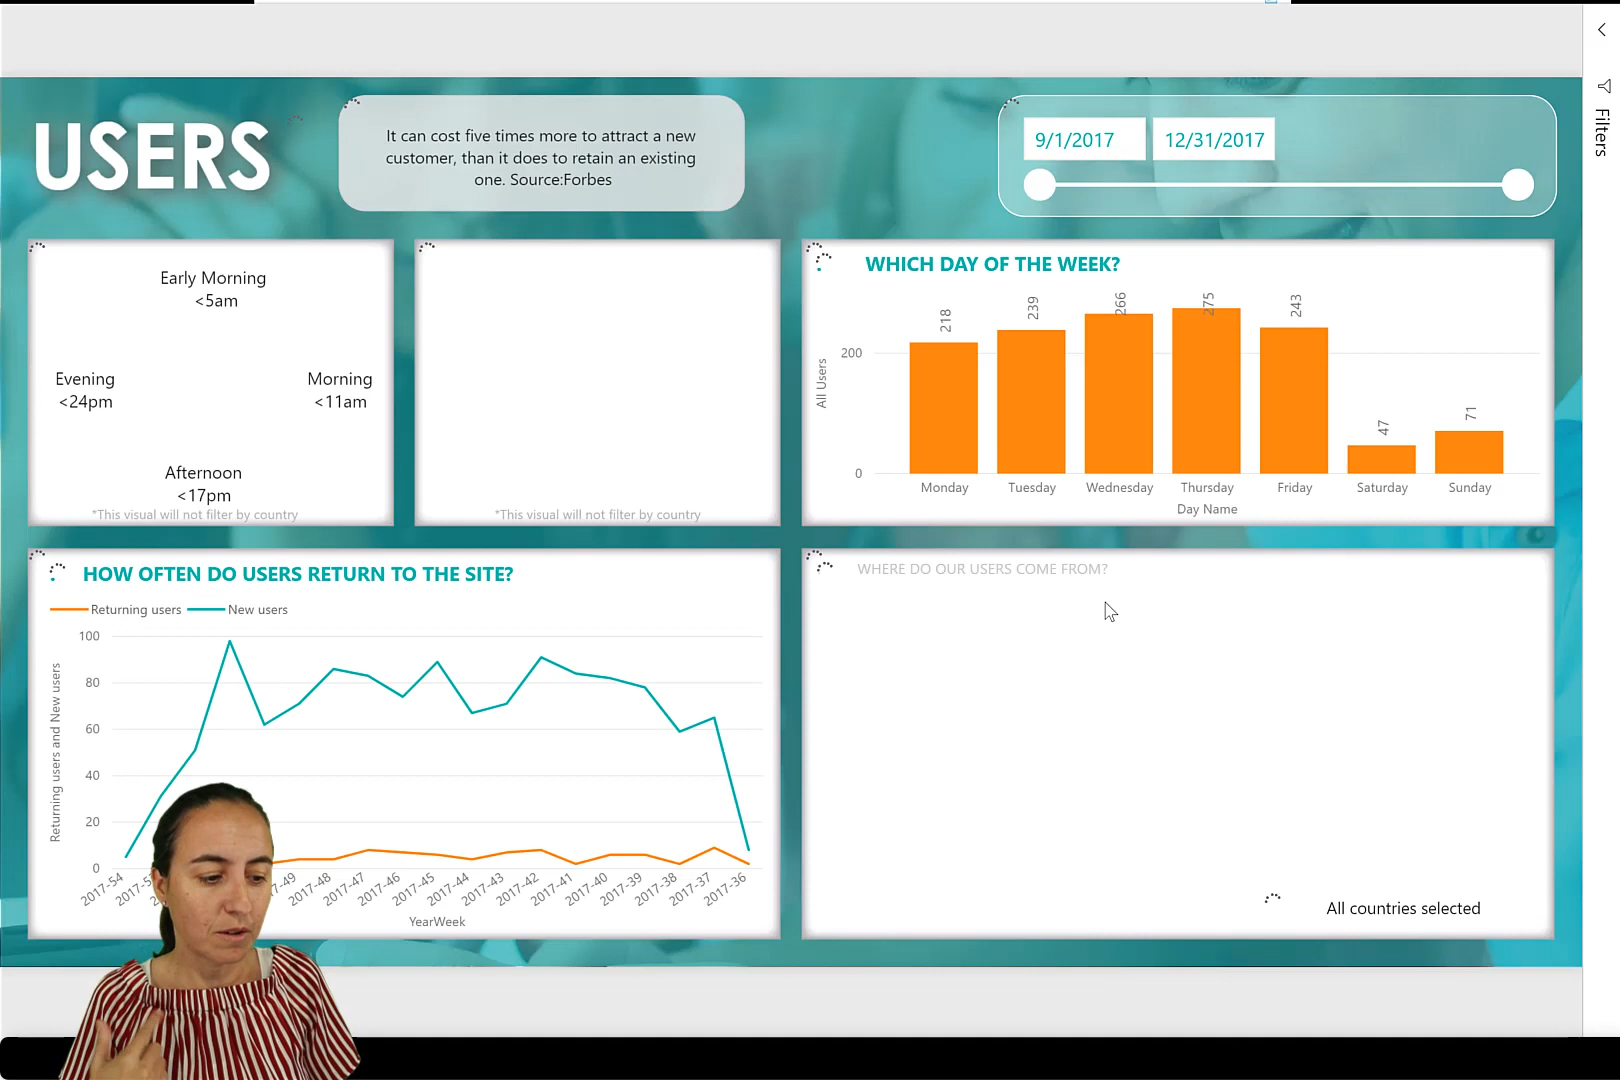 USERS
It can cost five times more to attract a new
customer, than it does to retain an existing
one. Source:Forbes
9/1/2017
12/31/2017
Filters
Early Morning
<5am
Evening
<24pm
Morning
<11am
Afternoon
<17pm
*This visual will not filter by country
*This visual will not filter by country
WHICH DAY OF THE WEEK?
218
239
266
275
243
47
71
200
0
All Users
Monday
Tuesday
Wednesday
Thursday
Friday
Saturday
Sunday
Day Name
HOW OFTEN DO USERS RETURN TO THE SITE?
Returning users
New users
Returning users and New users
100
80
60
40
20
0
2017-54
2017-48
2017-47
2017-46
2017-45
2017-44
2017-43
2017-42
2017-41
2017-40
2017-39
2017-38
2017-37
2017-36
YearWeek
WHERE DO OUR USERS COME FROM?
All countries selected